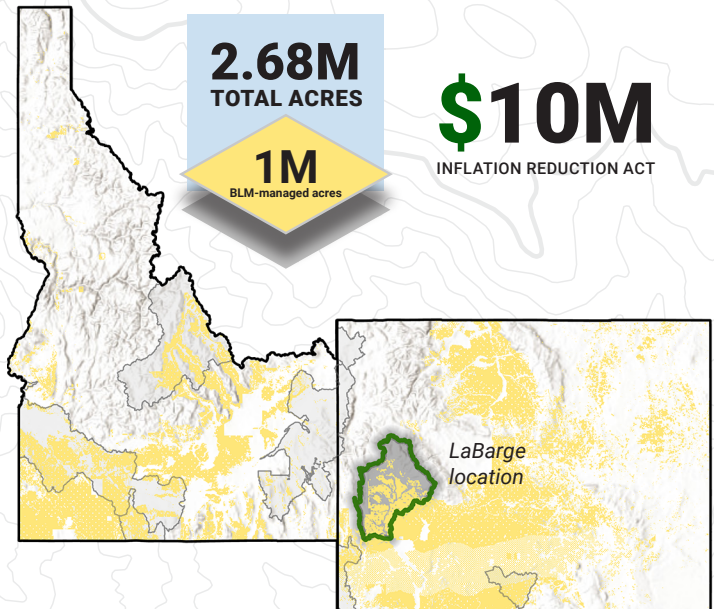 2.68M
TOTAL ACRES
1M
BLM-managed acres
$10M
INFLATION REDUCTION ACT
LaBarge
location